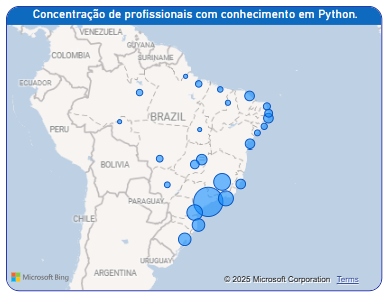 Concentração de profissionais com conhecimento em Python.
VENEZUELA
GUYANA
SURINAME
COLOMBIA
ECUADOR
BRAZIL
PERU
BOLIVIA
PARAGUAY
CHILE
URUGUAY
ARGENTINA
Microsoft Bing
© 2025 Microsoft Corporation Terms